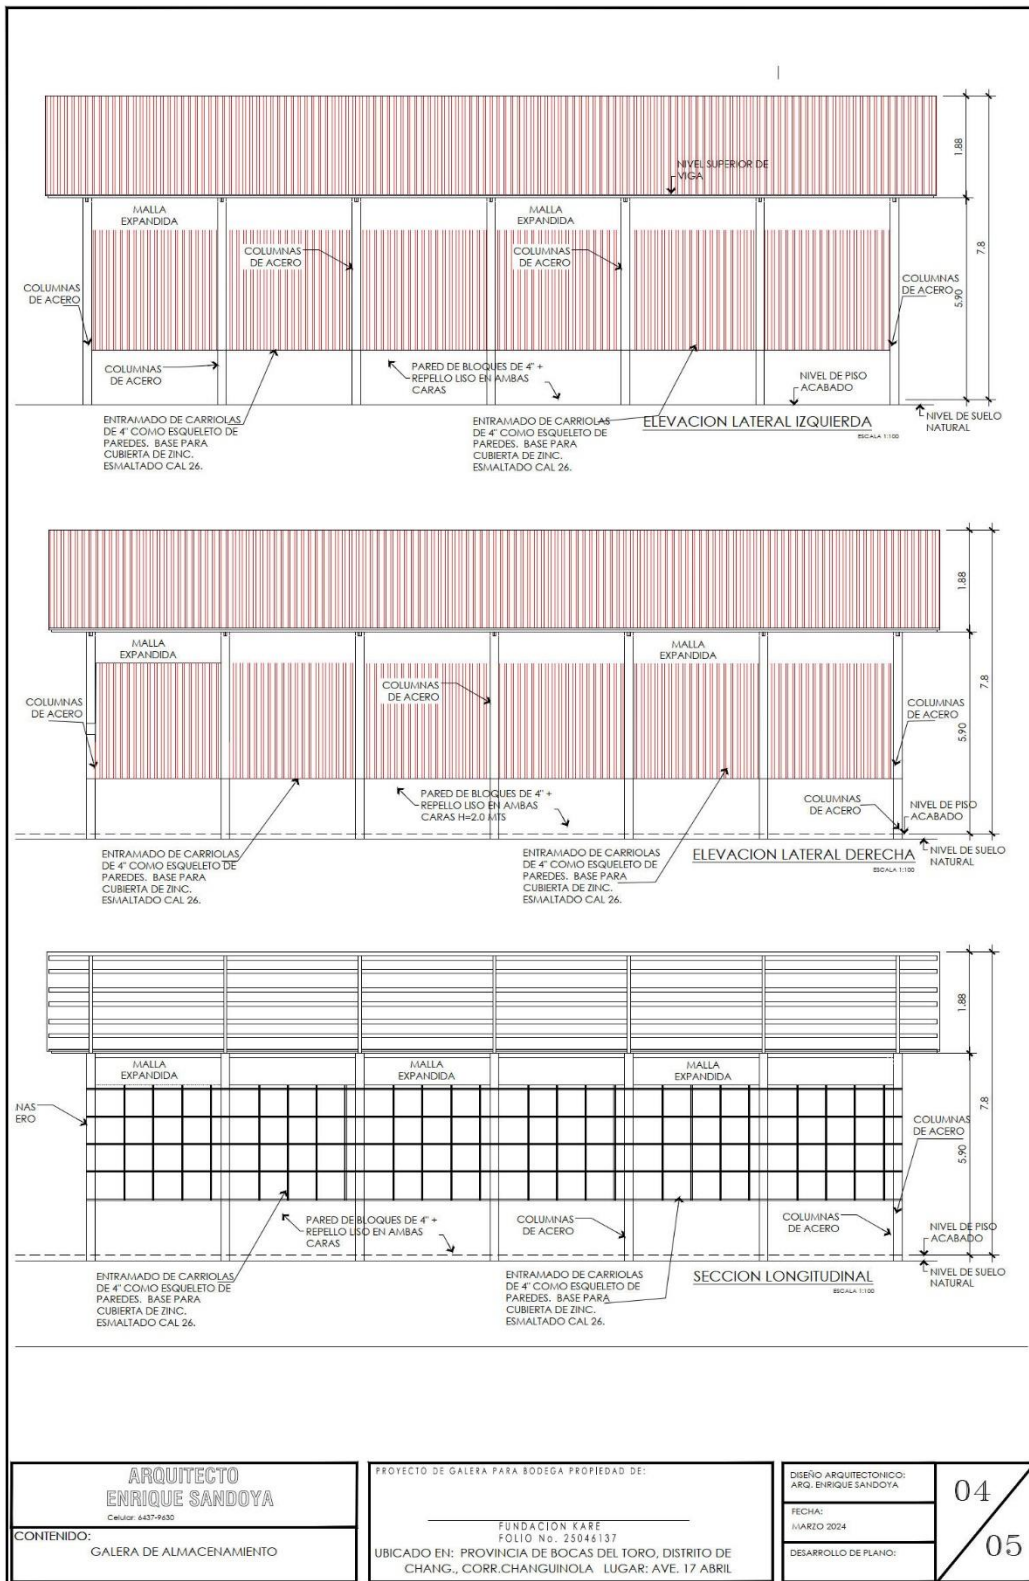 NIVEL SUPERIOR DE
VIGA
1.88
7.8
5.90
MALLA
EXPANDIDA
MALLA
EXPANDIDA
COLUMNAS
DE ACERO
COLUMNAS
DE ACERO
COLUMNAS
DE ACERO
COLUMNAS
DE ACERO
COLUMNAS
DE ACERO
PARED DE BLOQUES DE 4" +
REPELLO LISO EN AMBAS
CARAS
NIVEL DE PISO
ACABADO
NIVEL DE SUELO
NATURAL
ENTRAMADO DE CARRIOLAS
DE 4" COMO ESQUELETO DE
PAREDES. BASE PARA
CUBIERTA DE ZINC.
ESMALTADO CAL 26.
ENTRAMADO DE CARRIOLAS
DE 4" COMO ESQUELETO DE
PAREDES. BASE PARA
CUBIERTA DE ZINC.
ESMALTADO CAL 26.
ELEVACION LATERAL IZQUIERDA
ESCALA 1:100
1.88
7.8
5.90
MALLA
EXPANDIDA
MALLA
EXPANDIDA
COLUMNAS
DE ACERO
COLUMNAS
DE ACERO
COLUMNAS
DE ACERO
PARED DE BLOQUES DE 4" +
REPELLO LISO EN AMBAS
CARAS H=2.0 MTS
COLUMNAS
DE ACERO
NIVEL DE PISO
ACABADO
NIVEL DE SUELO
NATURAL
ENTRAMADO DE CARRIOLAS
DE 4" COMO ESQUELETO DE
PAREDES. BASE PARA
CUBIERTA DE ZINC.
ESMALTADO CAL 26.
ENTRAMADO DE CARRIOLAS
DE 4" COMO ESQUELETO DE
PAREDES. BASE PARA
CUBIERTA DE ZINC.
ESMALTADO CAL 26.
ELEVACION LATERAL DERECHA
ESCALA 1:100
1.88
7.8
5.90
MALLA
EXPANDIDA
MALLA
EXPANDIDA
MALLA
EXPANDIDA
NAS
ERO
COLUMNAS
DE ACERO
PARED DE BLOQUES DE 4" +
REPELLO LISO EN AMBAS
CARAS
COLUMNAS
DE ACERO
COLUMNAS
DE ACERO
NIVEL DE PISO
ACABADO
NIVEL DE SUELO
NATURAL
ENTRAMADO DE CARRIOLAS
DE 4" COMO ESQUELETO DE
PAREDES. BASE PARA
CUBIERTA DE ZINC.
ESMALTADO CAL 26.
ENTRAMADO DE CARRIOLAS
DE 4" COMO ESQUELETO DE
PAREDES. BASE PARA
CUBIERTA DE ZINC.
ESMALTADO CAL 26.
SECCION LONGITUDINAL
ESCALA 1:100
ARQUITECTO
ENRIQUE SANDOYA
Celular: 6437-9630
CONTENIDO:
GALERA DE ALMACENAMIENTO
PROYECTO DE GALERA PARA BODEGA PROPIEDAD DE:
FUNDACIÓN KARE
FOLIO No. 25046137
UBICADO EN: PROVINCIA DE BOCAS DEL TORO, DISTRITO DE
CHANG., CORR.CHANGUINOLA LUGAR: AVE. 17 ABRIL
DISEÑO ARQUITECTONICO:
ARQ. ENRIQUE SANDOYA
FECHA:
MARZO 2024
DESARROLLO DE PLANO:
04
05